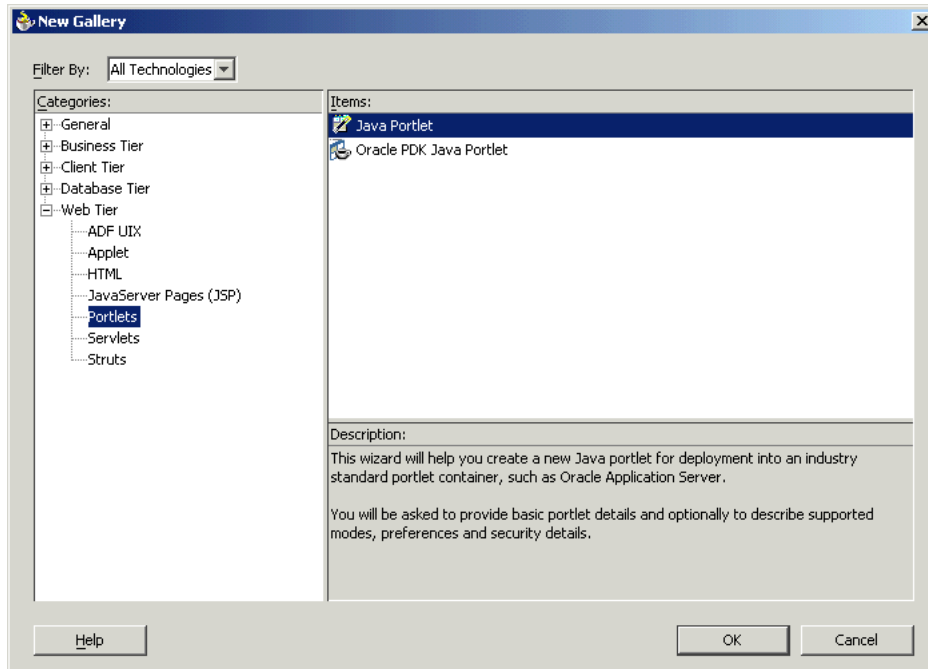 New Gallery
Filter By: All Technologies
Categories:
General
Business Tier
Client Tier
Database Tier
Web Tier
ADF UIX
Applet
HTML
JavaServer Pages (JSP)
Portlets
Servlets
Struts
Items:
Java Portlet
Oracle PDK Java Portlet
Description:
This wizard will help you create a new Java portlet for deployment into an industry
standard portlet container, such as Oracle Application Server.
You will be asked to provide basic portlet details and optionally to describe supported
modes, preferences and security details.
Help OK Cancel